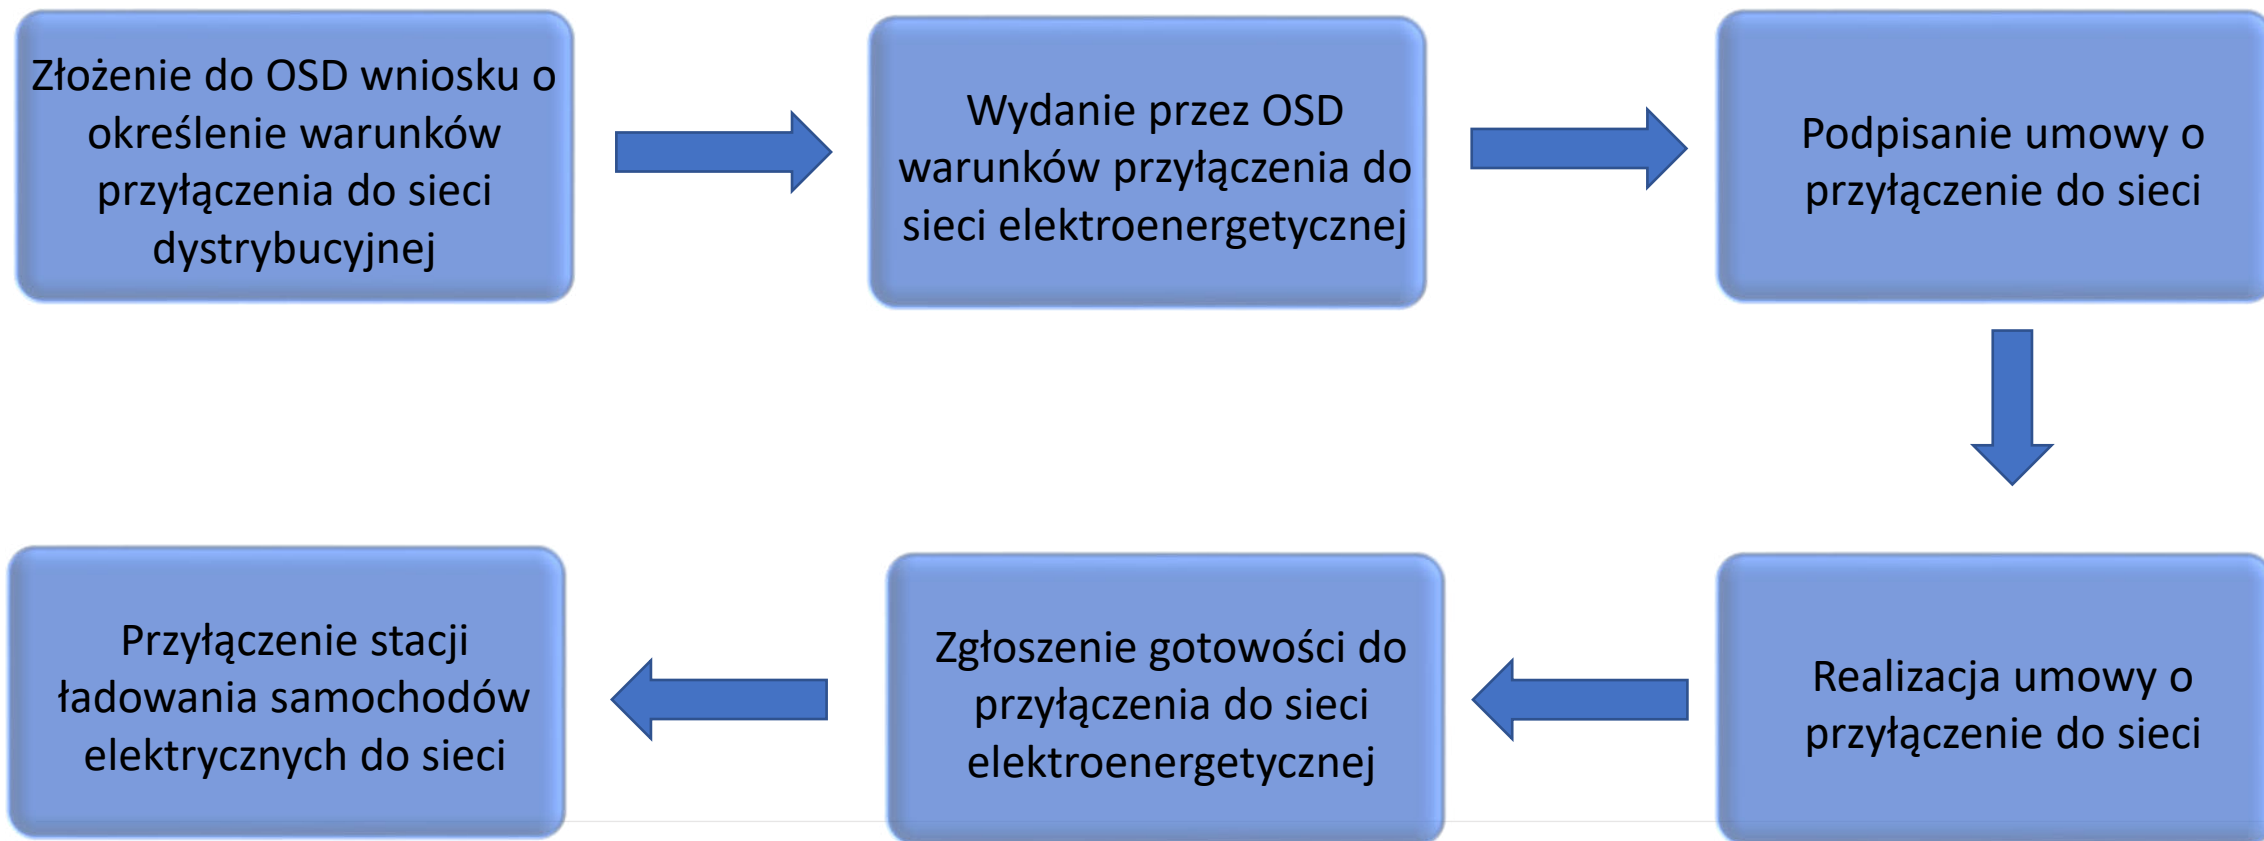 Złożenie do OSD wniosku o
określenie warunków
przyłączenia do sieci
dystrybucyjnej
Wydanie przez OSD
warunków przyłączenia do
sieci elektroenergetycznej
Podpisanie umowy o
przyłączenie do sieci
Realizacja umowy o
przyłączenie do sieci
Zgłoszenie gotowości do
przyłączenia do sieci
elektroenergetycznej
Przyłączenie stacji
ładowania samochodów
elektrycznych do sieci